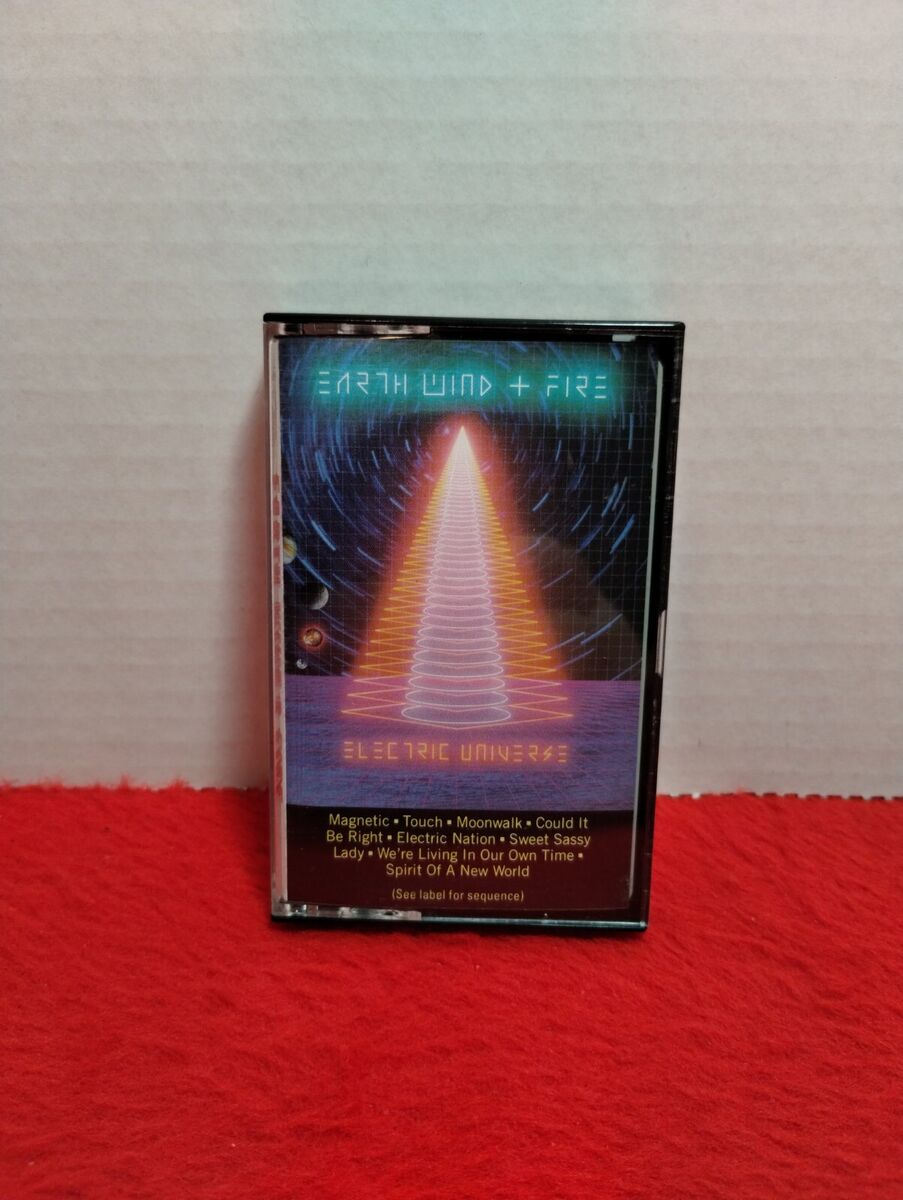 EARTH WIND + FIRE
ELECTRIC UNIVERSE
Magnetic ▪ Touch ▪ Moonwalk ▪ Could It
Be Right ▪ Electric Nation ▪ Sweet Sassy
Lady ▪ We're Living In Our Own Time ▪
Spirit Of A New World
(See label for sequence)